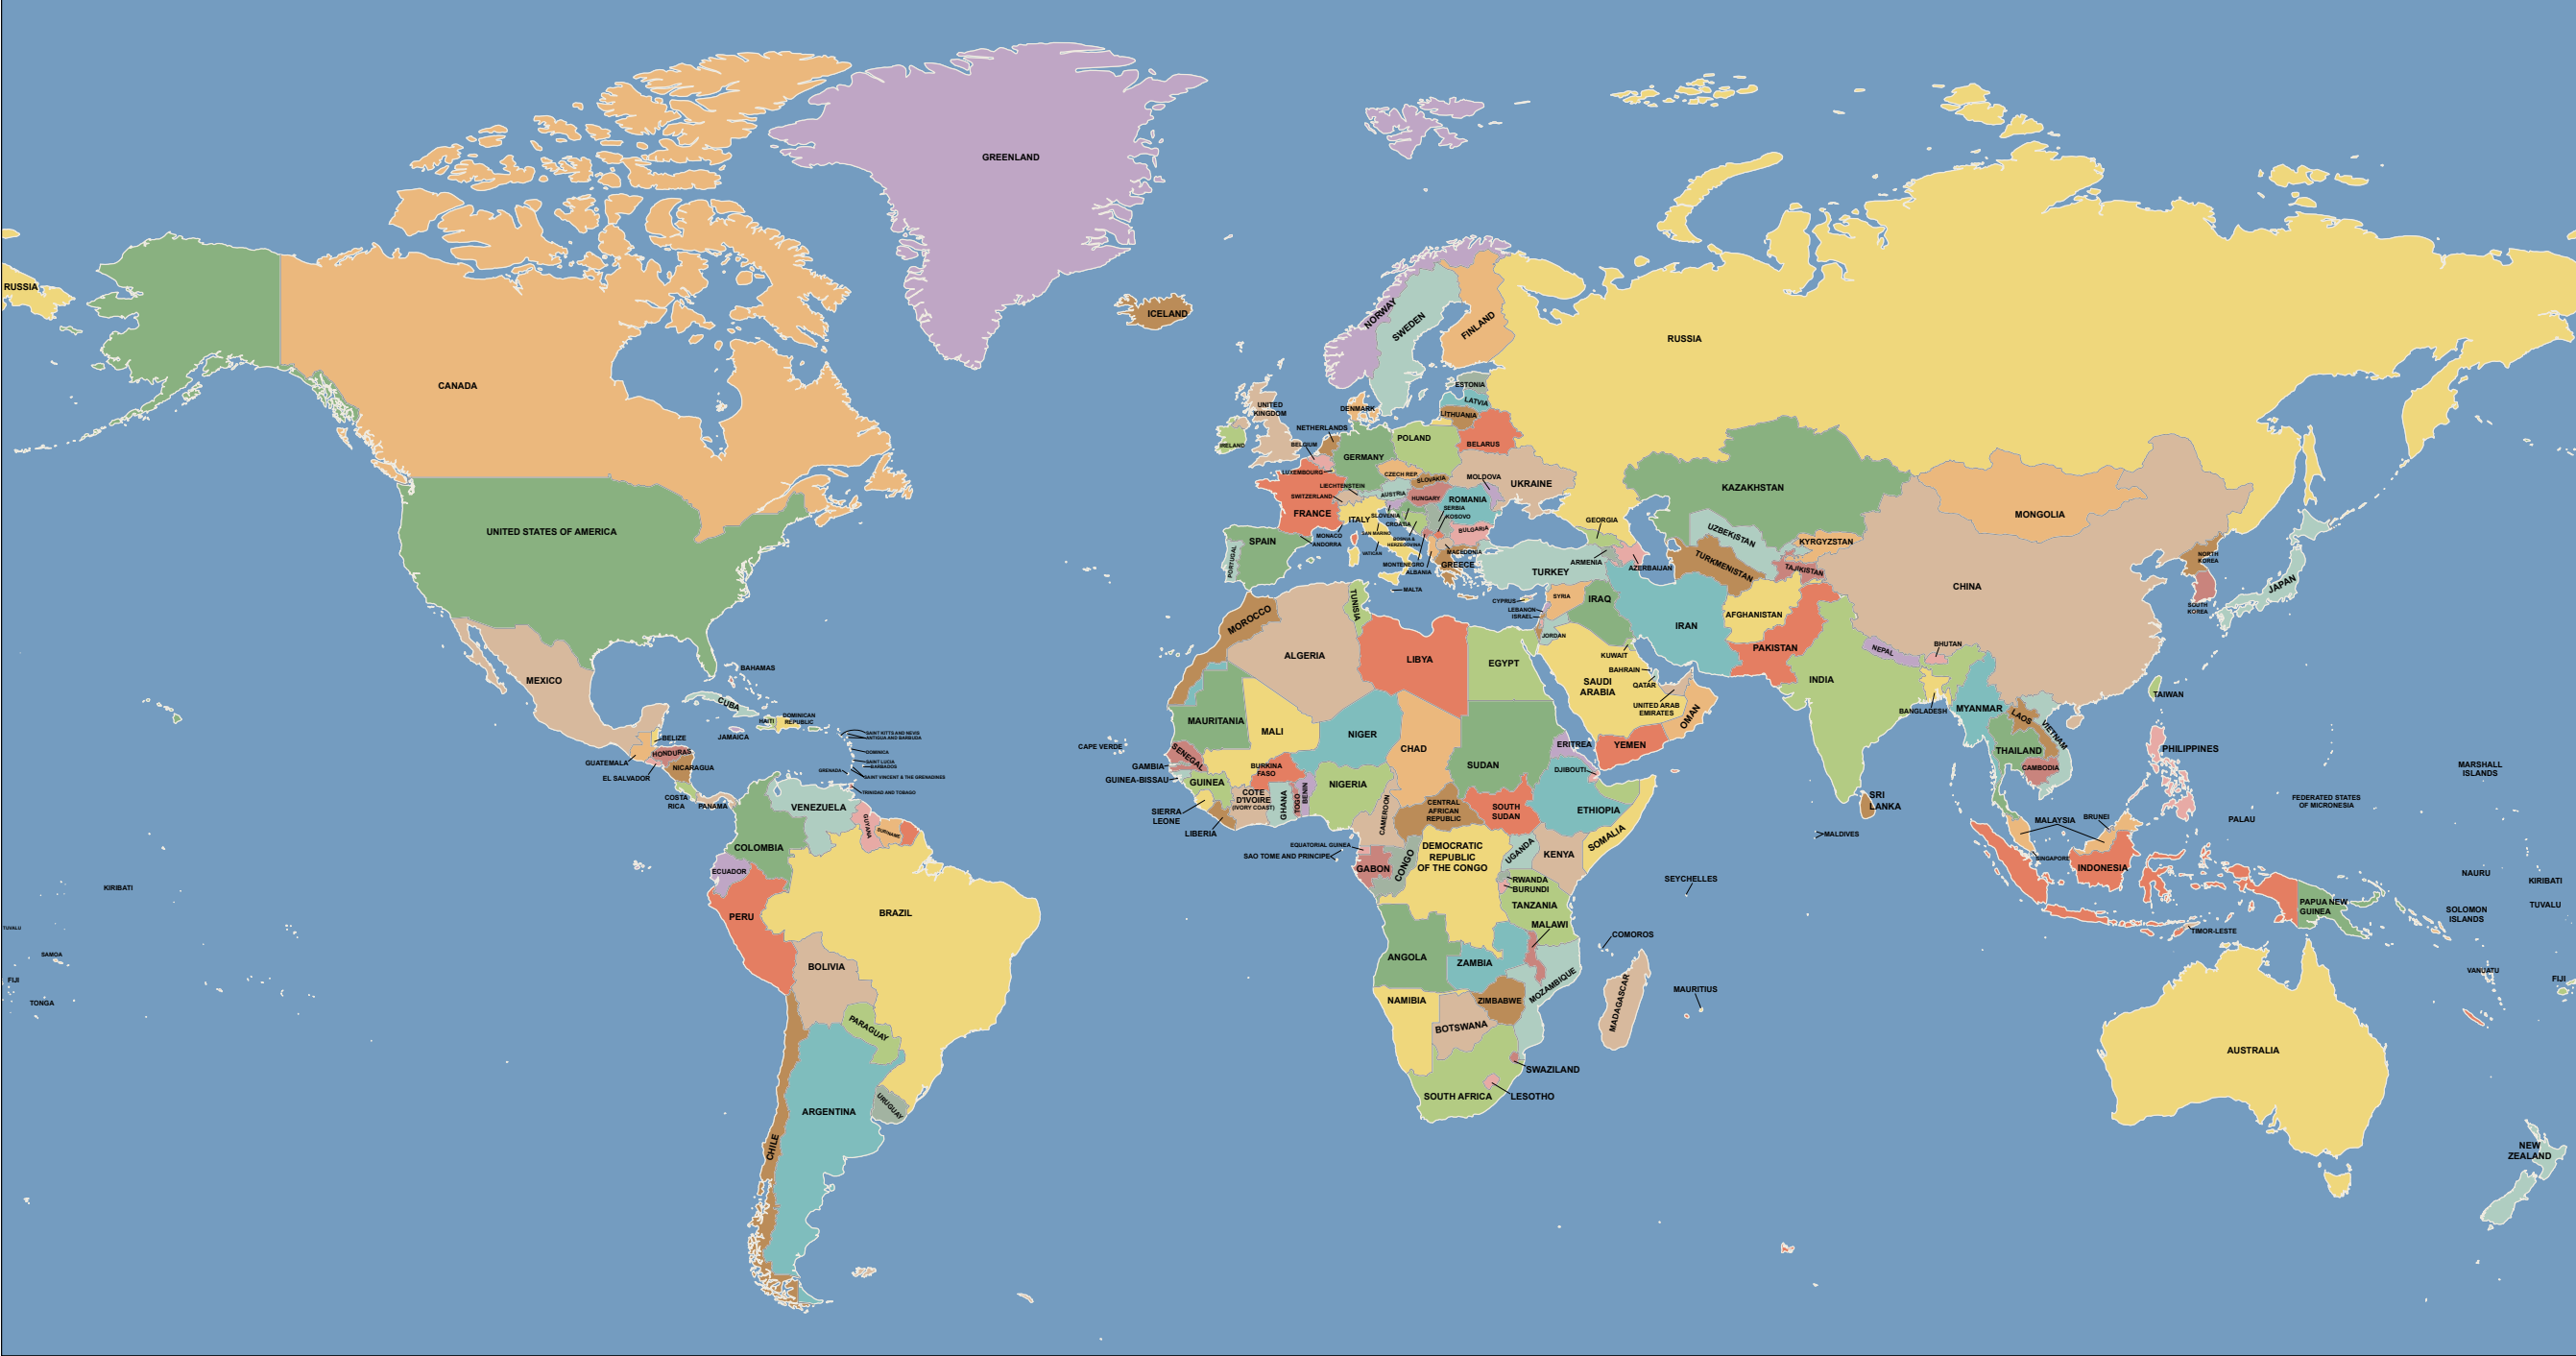 GREENLAND
RUSSIA
ICELAND
NORWAY
SWEDEN
FINLAND
RUSSIA
CANADA
ESTONIA
LATVIA
LITHUANIA
UNITED
KINGDOM
DENMARK
IRELAND
NETHERLANDS
BELGIUM
POLAND
BELARUS
GERMANY
LUXEMBOURG
CZECH REP.
SLOVAKIA
MOLDOVA
UKRAINE
LIECHTENSTEIN
SWITZERLAND
AUSTRIA
HUNGARY
ROMANIA
FRANCE
ITALY
SLOVENIA
CROATIA
SERBIA
KOSOVO
BULGARIA
MONACO
ANDORRA
SAN MARINO
BOSNIA &
HERZEGOVINA
VATICAN
MONTENEGRO
ALBANIA
MACEDONIA
GREECE
SPAIN
PORTUGAL
MALTA
TURKEY
GEORGIA
ARMENIA
AZERBAIJAN
KAZAKHSTAN
UZBEKISTAN
TURKMENISTAN
KYRGYZSTAN
TAJIKISTAN
MONGOLIA
CHINA
NORTH
KOREA
SOUTH
KOREA
JAPAN
UNITED STATES OF AMERICA
MEXICO
BAHAMAS
CUBA
HAITI
DOMINICAN
REPUBLIC
JAMAICA
BELIZE
HONDURAS
GUATEMALA
EL SALVADOR
NICARAGUA
COSTA
RICA
PANAMA
SAINT KITTS AND NEVIS
ANTIGUA AND BARBUDA
DOMINICA
SAINT LUCIA
BARBADOS
GRENADA
SAINT VINCENT & THE GRENADINES
TRINIDAD AND TOBAGO
VENEZUELA
GUYANA
SURINAME
COLOMBIA
ECUADOR
PERU
BRAZIL
BOLIVIA
PARAGUAY
URUGUAY
ARGENTINA
CHILE
CYPRUS
SYRIA
LEBANON
ISRAEL
JORDAN
IRAQ
IRAN
KUWAIT
BAHRAIN
QATAR
SAUDI
ARABIA
UNITED ARAB
EMIRATES
OMAN
YEMEN
AFGHANISTAN
PAKISTAN
NEPAL
BHUTAN
INDIA
BANGLADESH
MYANMAR
LAOS
VIETNAM
THAILAND
CAMBODIA
TAIWAN
PHILIPPINES
SRI
LANKA
MALDIVES
MALAYSIA
BRUNEI
SINGAPORE
INDONESIA
TIMOR-LESTE
PAPUA NEW
GUINEA
PALAU
FEDERATED STATES
OF MICRONESIA
MARSHALL
ISLANDS
NAURU
KIRIBATI
TUVALU
SOLOMON
ISLANDS
VANUATU
FIJI
AUSTRALIA
NEW
ZEALAND
MOROCCO
ALGERIA
TUNISIA
LIBYA
EGYPT
MAURITANIA
MALI
NIGER
CHAD
SUDAN
ERITREA
DJIBOUTI
CAPE VERDE
SENEGAL
GAMBIA
GUINEA-BISSAU
GUINEA
SIERRA
LEONE
LIBERIA
COTE
D'IVOIRE
(IVORY COAST)
BURKINA
FASO
GHANA
TOGO
BENIN
NIGERIA
CAMEROON
CENTRAL
AFRICAN
REPUBLIC
SOUTH
SUDAN
ETHIOPIA
SOMALIA
EQUATORIAL GUINEA
SAO TOME AND PRINCIPE
GABON
CONGO
DEMOCRATIC
REPUBLIC
OF THE CONGO
UGANDA
KENYA
RWANDA
BURUNDI
TANZANIA
SEYCHELLES
MALAWI
COMOROS
ANGOLA
ZAMBIA
MOZAMBIQUE
MADAGASCAR
MAURITIUS
NAMIBIA
ZIMBABWE
BOTSWANA
SWAZILAND
SOUTH AFRICA
LESOTHO
KIRIBATI
TUVALU
SAMOA
FIJI
TONGA